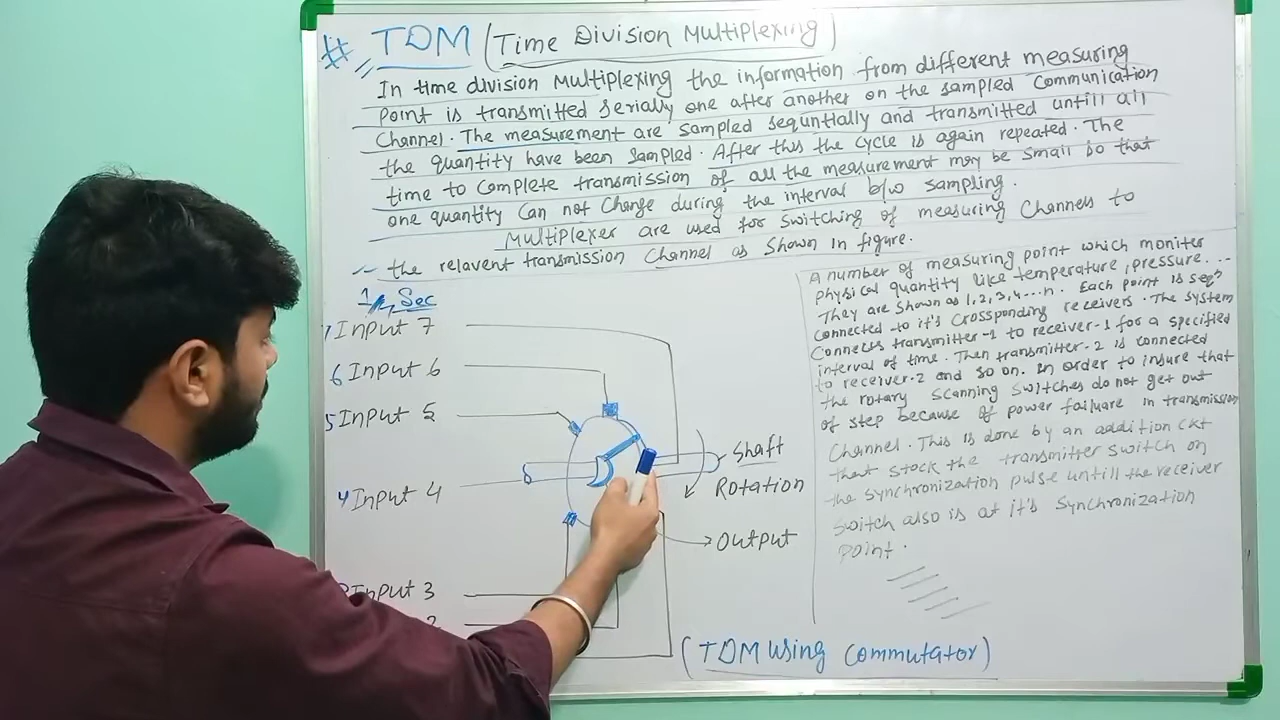 # TDM (Time Division Multiplexing)
In time division Multiplexing the information from different measuring
point is transmitted serially one after another on the sampled communication
Channel. The measurement are sampled sequntially and transmitted untill all
the quantity have been sampled. After this the cycle is again repeated. The
time to complete transmission of all the measurement may be small so that
one quantity can not change during the interval b/w sampling.
Multiplexer are used for switching of measuring channels to
the relavent transmission channel as shown in figure.
1 Sec
7 Input 7
6 Input 6
5 Input 5
4 Input 4
Input 3
2
Shaft
Rotation
Output
(TDM using commutator)
A number of measuring point which moniter
physical quantity like temperature, pressure...
They are shown as 1,2,3,4....n. Each point is seqn
connected to it's crossponding receivers. The system
connects transmitter-1 to receiver-1 for a specified
interval of time. Then transmitter-2 is connected
to receiver-2 and so on. in order to insure that
the rotary scanning switches do not get out
of step because of power failuare in transmission
channel. This is done by an addition ckt
that stock the transmitter switch on
the synchronization pulse untill the receiver
switch also is at it's synchronization
point.